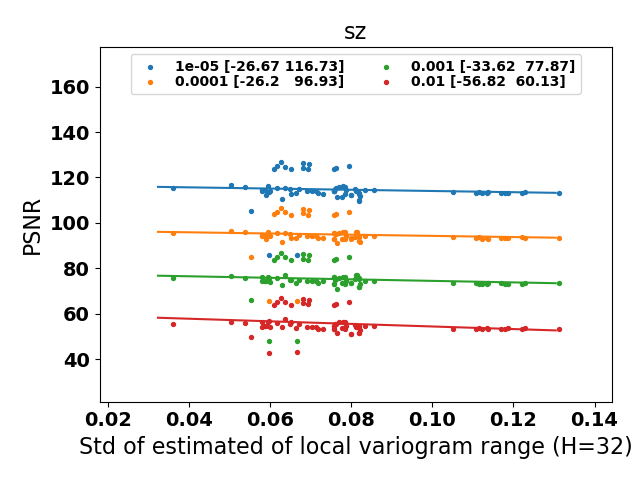 sz
1e-05 [-26.67 116.73]
0.0001 [-26.2   96.93]
0.001 [-33.62  77.87]
0.01 [-56.82  60.13]
PSNR
160
140
120
100
80
60
40
0.02 0.04 0.06 0.08 0.10 0.12 0.14
Std of estimated of local variogram range (H=32)